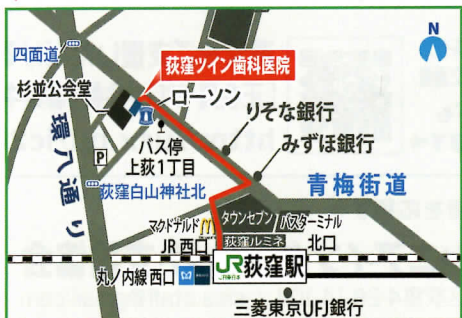 N
四面道
荻窪ツイン歯科医院
杉並公会堂
ローソン
りそな銀行
バス停
上荻1丁目
みずほ銀行
P
環八通り
荻窪白山神社北
青梅街道
マクドナルド
タウンセブン
バスターミナル
JR 西口
荻窪ルミネ
北口
丸ノ内線 西口
JR
荻窪駅
三菱東京UFJ銀行